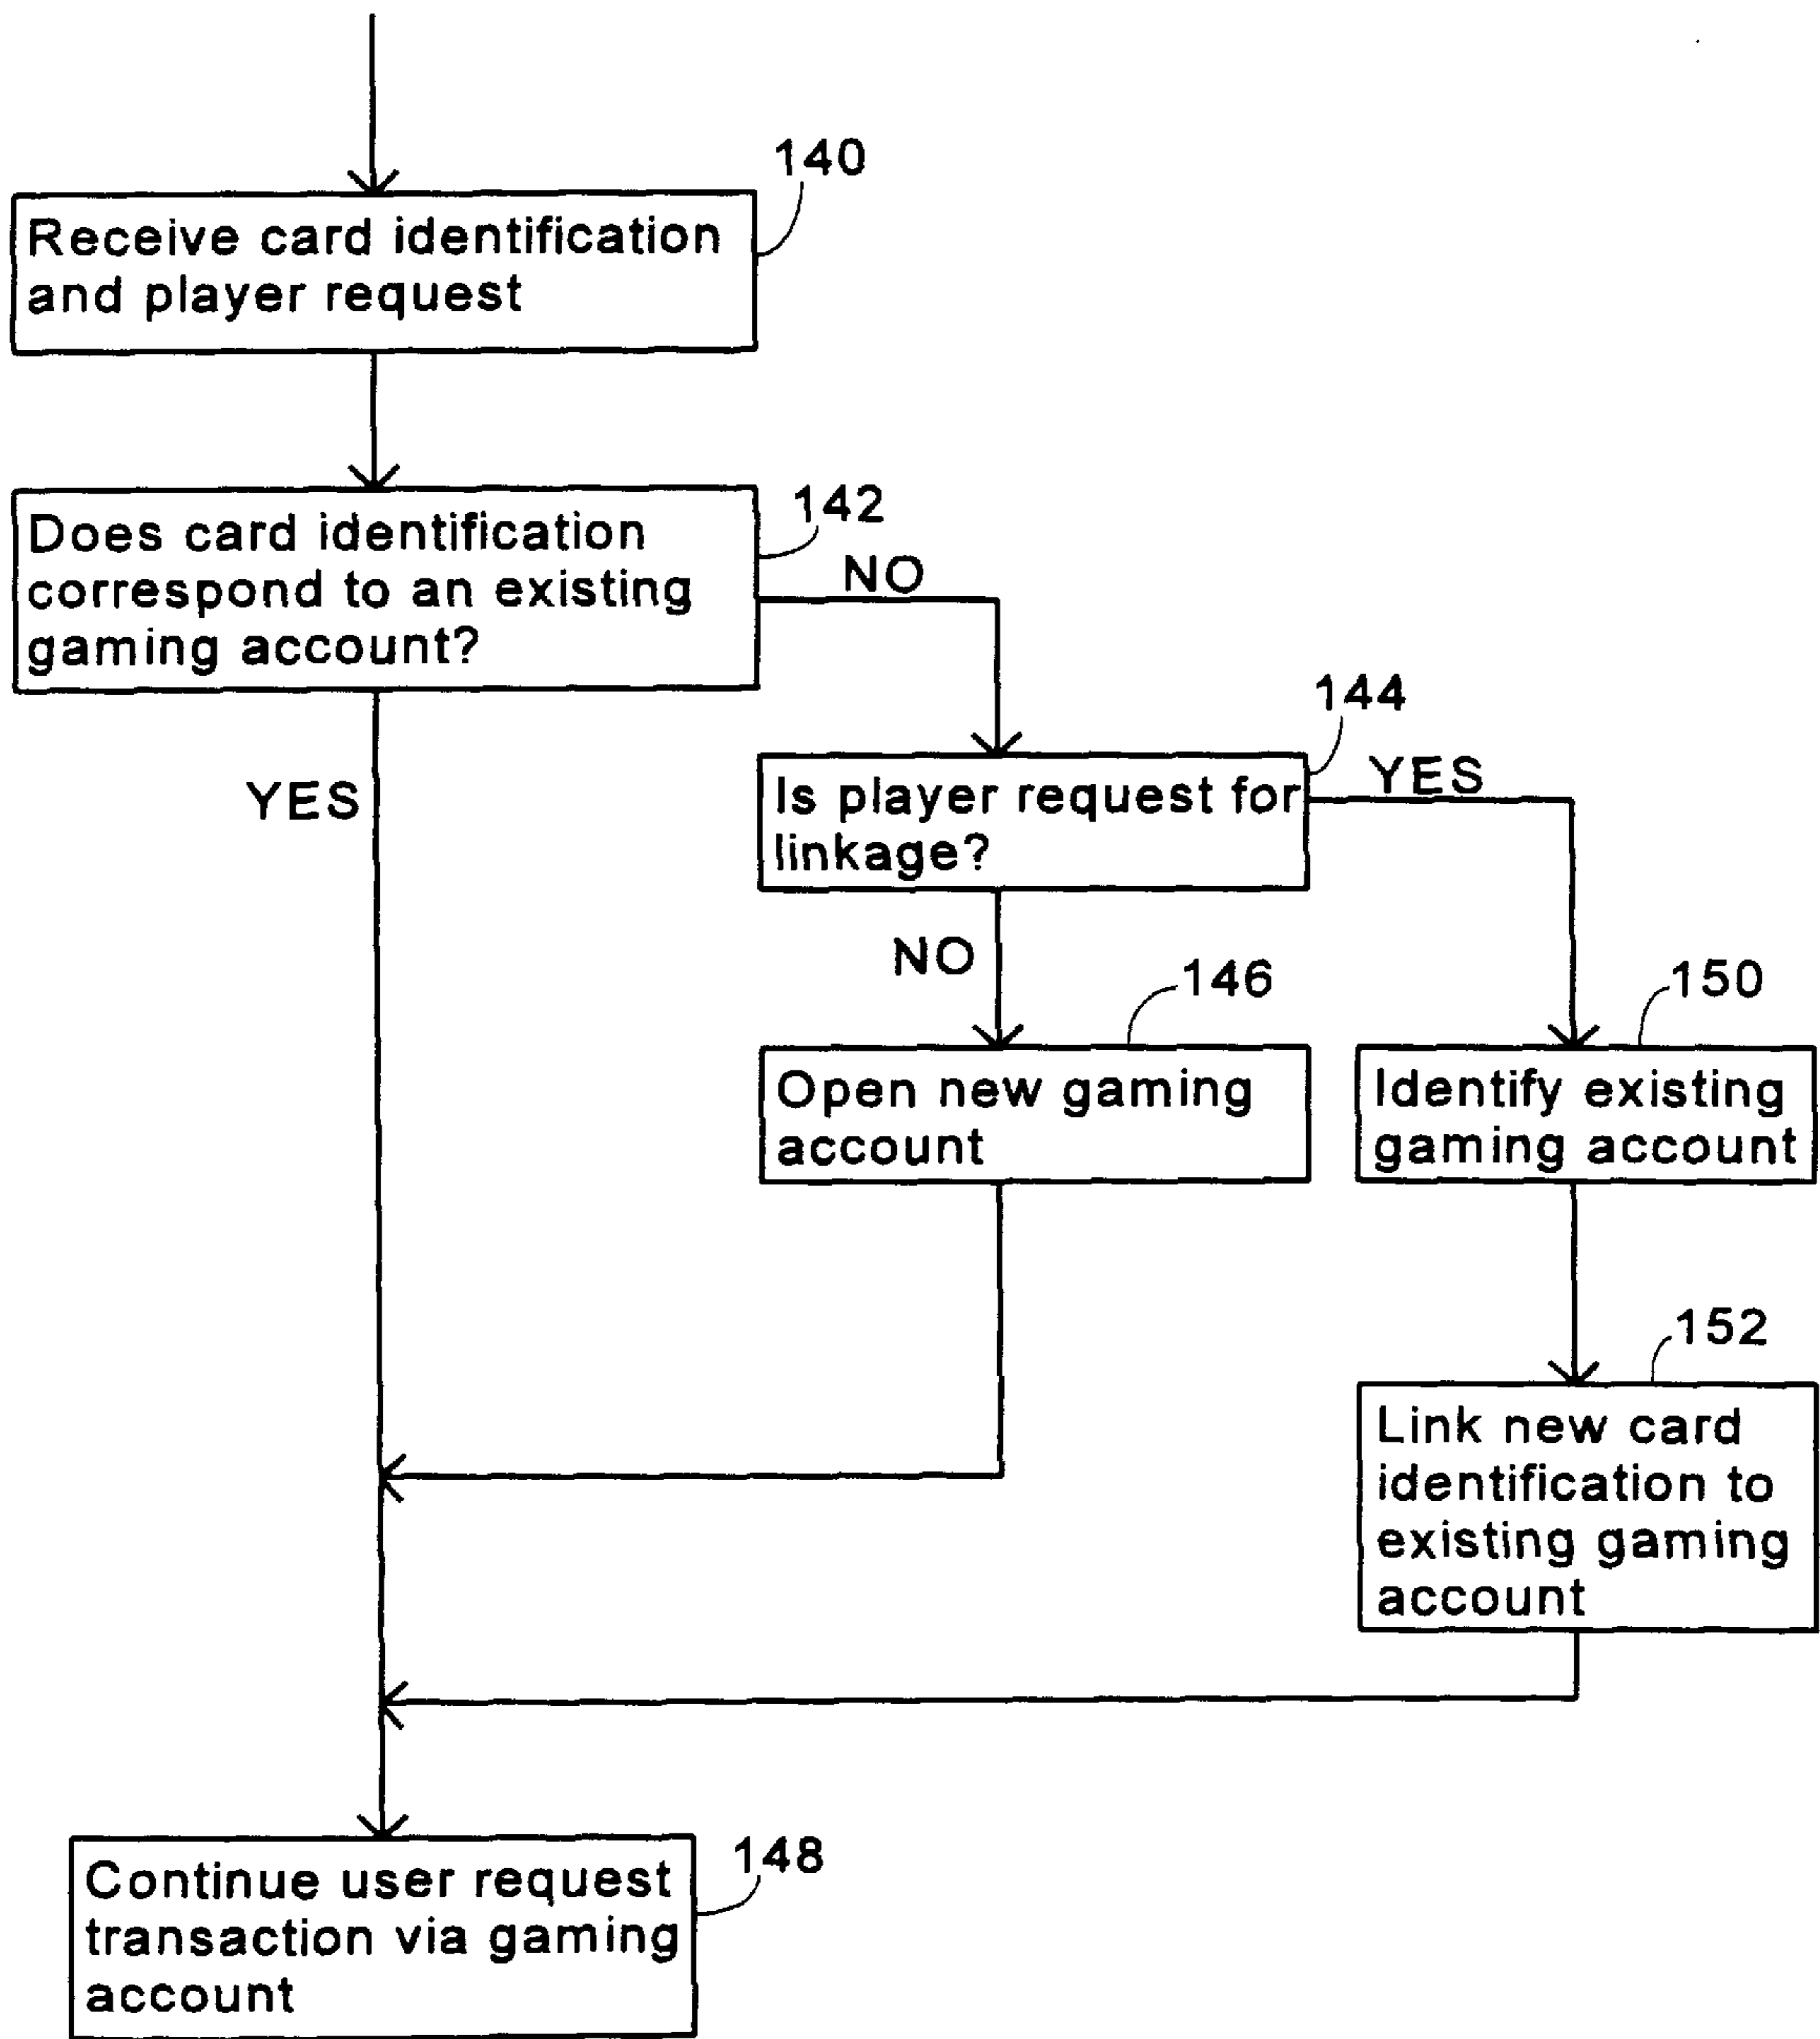 140
Receive card identification
and player request
142
Does card identification
correspond to an existing
gaming account?
NO
YES
144
Is player request for
linkage?
YES
NO
146
Open new gaming
account
150
Identify existing
gaming account
152
Link new card
identification to
existing gaming
account
148
Continue user request
transaction via gaming
account